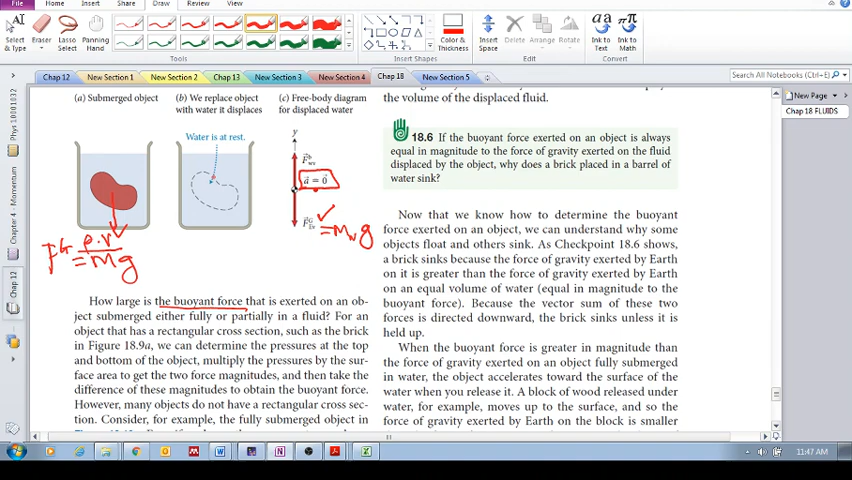 Home
Insert
Share
Draw
Review
View
Select & Type
Eraser
Lasso Select
Panning Hand
Tools
Insert Shapes
Color & Thickness
Insert Space
Delete
Arrange
Rotate
Edit
Ink to Text
Ink to Math
Convert
Chap 12
New Section 1
New Section 2
Chap 13
New Section 3
New Section 4
Chap 18
New Section 5
Search All Notebooks (Ctrl+E)
New Page
Chap 18 FLUIDS
Phys 10001032
Chapter 4 - Momentum
Chap 12
(a) Submerged object
(b) We replace object
with water it displaces
(c) Free-body diagram
for displaced water
Water is at rest.
y
a = 0
= Mw g
FG ρ.V
= M g
How large is the buoyant force that is exerted on an ob-
ject submerged either fully or partially in a fluid? For an
object that has a rectangular cross section, such as the brick
in Figure 18.9a, we can determine the pressures at the top
and bottom of the object, multiply the pressures by the sur-
face area to get the two force magnitudes, and then take the
difference of these magnitudes to obtain the buoyant force.
However, many objects do not have a rectangular cross sec-
tion. Consider, for example, the fully submerged object in
the volume of the displaced fluid.
18.6 If the buoyant force exerted on an object is always
equal in magnitude to the force of gravity exerted on the fluid
displaced by the object, why does a brick placed in a barrel of
water sink?
Now that we know how to determine the buoyant
force exerted on an object, we can understand why some
objects float and others sink. As Checkpoint 18.6 shows,
a brick sinks because the force of gravity exerted by Earth
on it is greater than the force of gravity exerted by Earth
on an equal volume of water (equal in magnitude to the
buoyant force). Because the vector sum of these two
forces is directed downward, the brick sinks unless it is
held up.
When the buoyant force is greater in magnitude than
the force of gravity exerted on an object fully submerged
in water, the object accelerates toward the surface of the
water when you release it. A block of wood released under
water, for example, moves up to the surface, and so the
force of gravity exerted by Earth on the block is smaller
11:47 AM